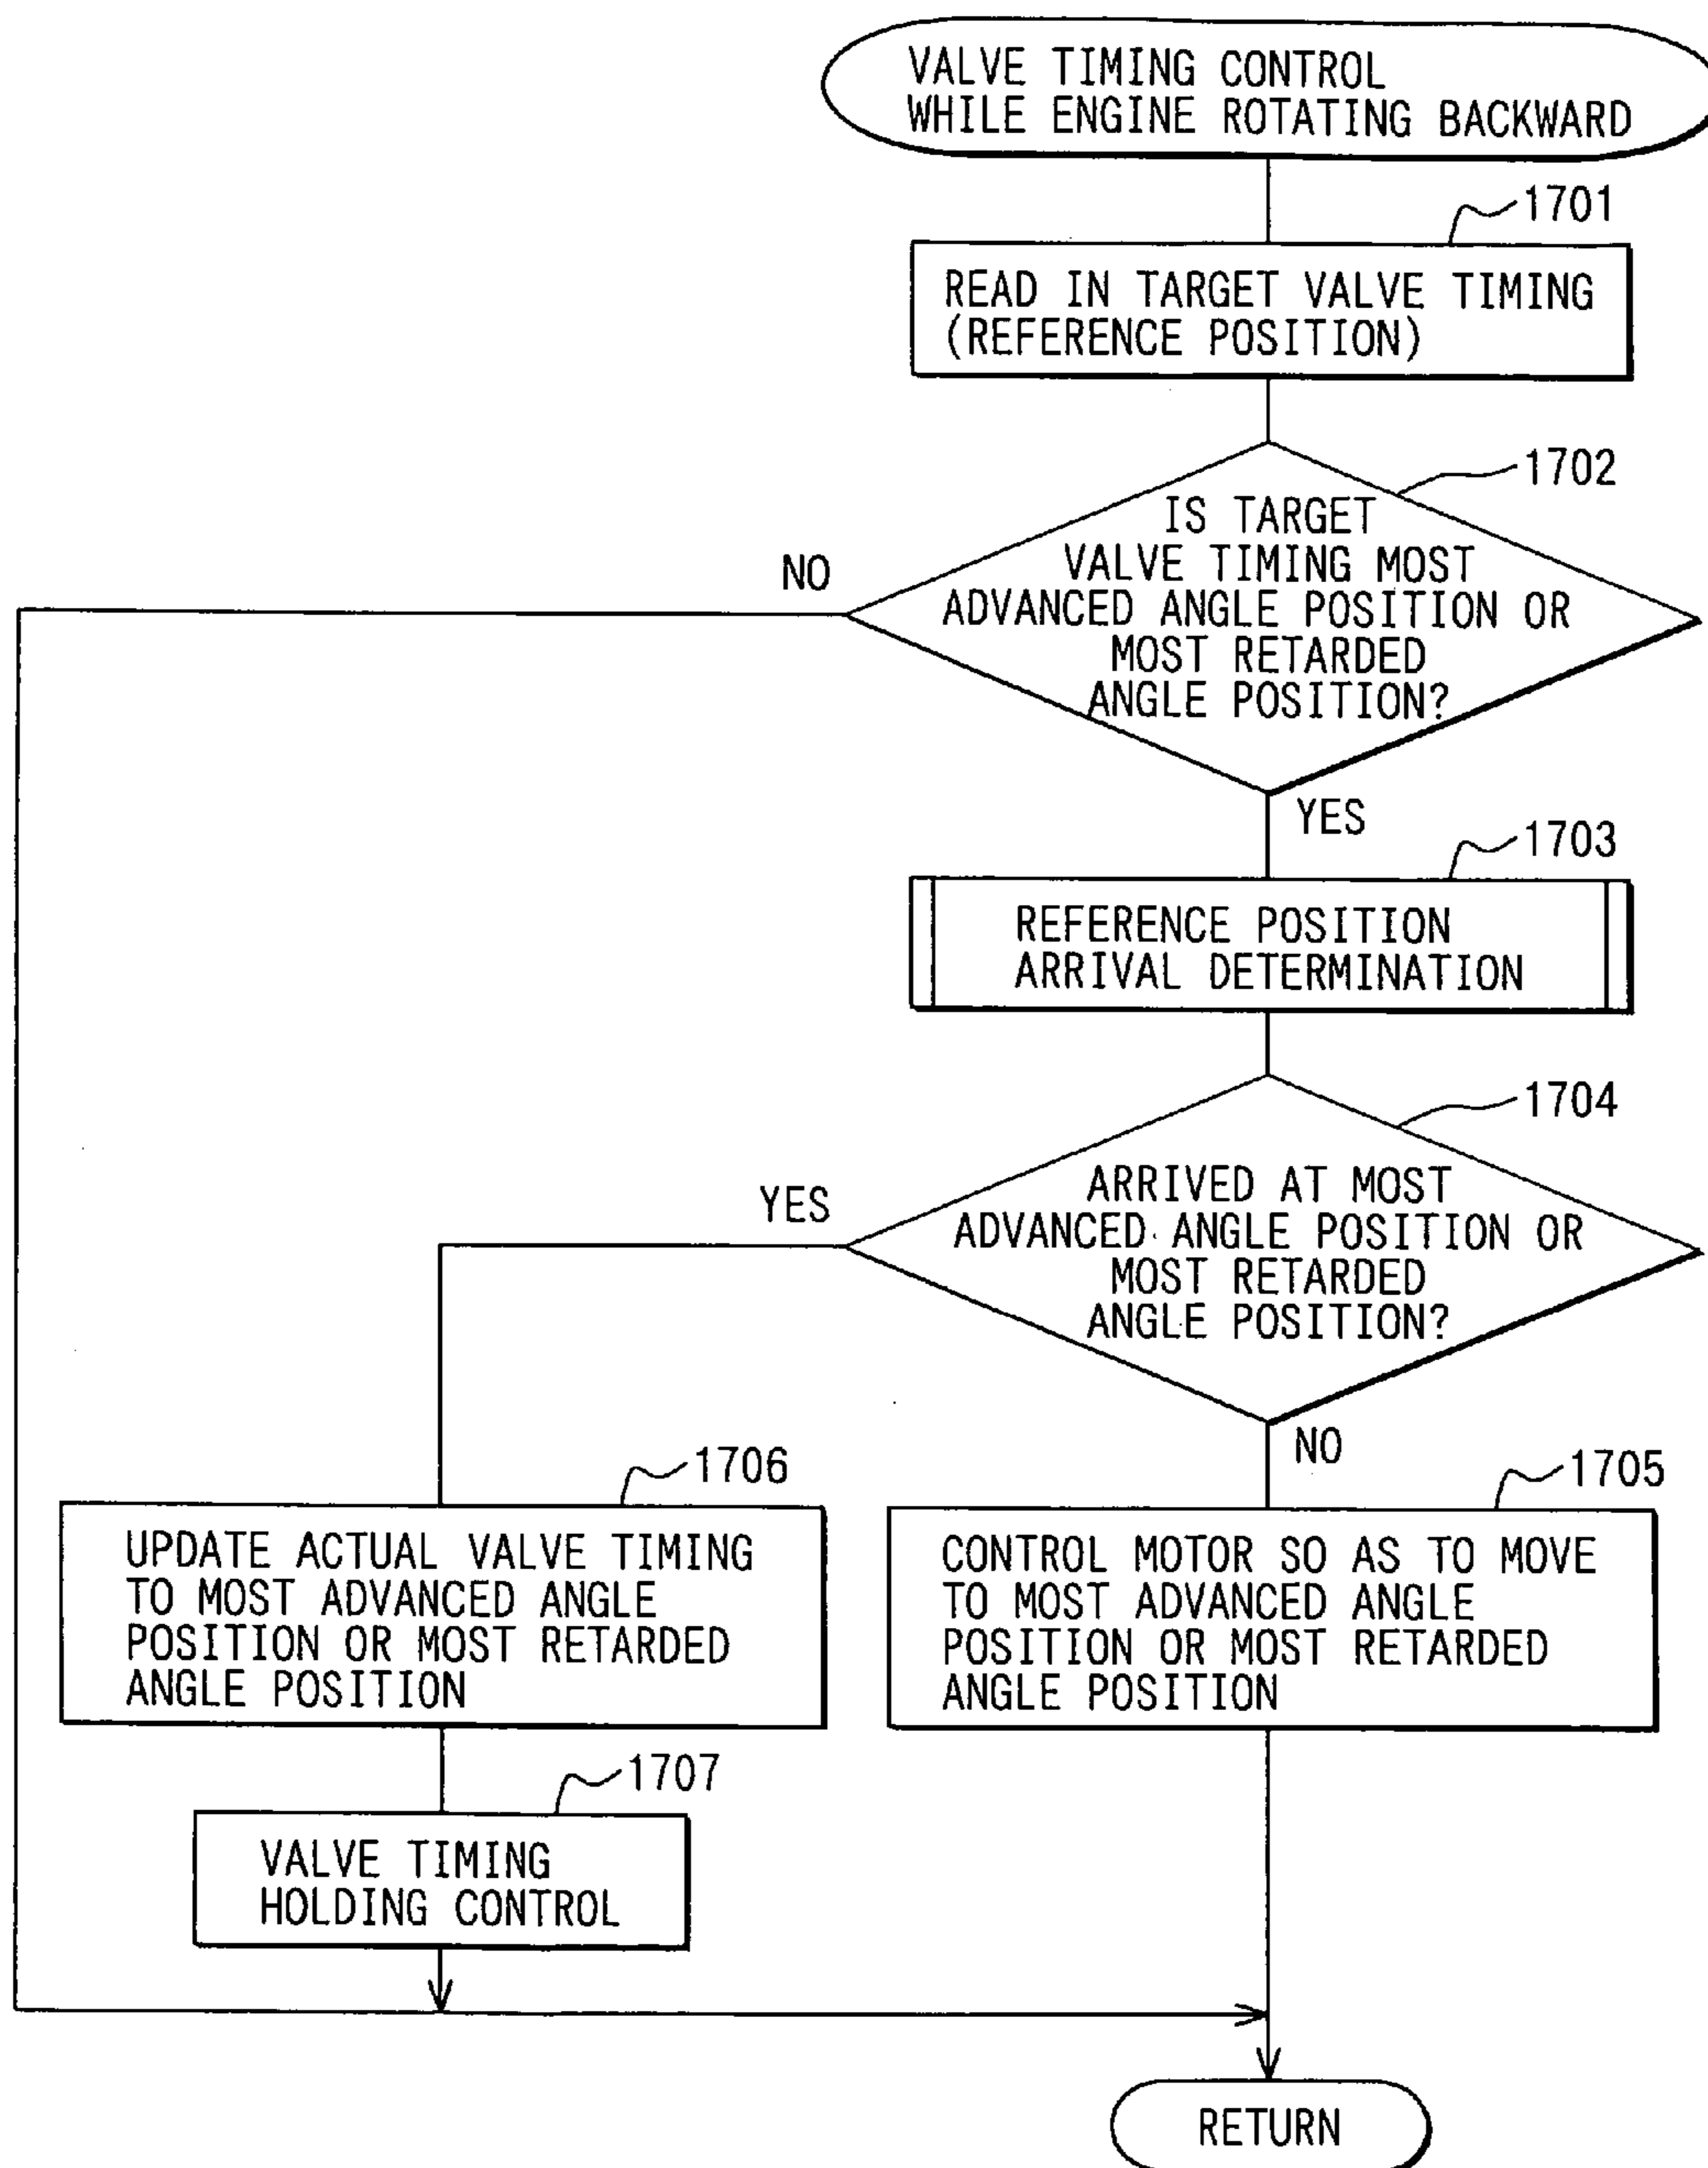 VALVE TIMING CONTROL
WHILE ENGINE ROTATING BACKWARD
1701
READ IN TARGET VALVE TIMING
(REFERENCE POSITION)
1702
IS TARGET
VALVE TIMING MOST
ADVANCED ANGLE POSITION OR
MOST RETARDED
ANGLE POSITION?
NO
YES
1703
REFERENCE POSITION
ARRIVAL DETERMINATION
1704
ARRIVED AT MOST
ADVANCED ANGLE POSITION OR
MOST RETARDED
ANGLE POSITION?
YES
NO
1706
UPDATE ACTUAL VALVE TIMING
TO MOST ADVANCED ANGLE
POSITION OR MOST RETARDED
ANGLE POSITION
1705
CONTROL MOTOR SO AS TO MOVE
TO MOST ADVANCED ANGLE
POSITION OR MOST RETARDED
ANGLE POSITION
1707
VALVE TIMING
HOLDING CONTROL
RETURN